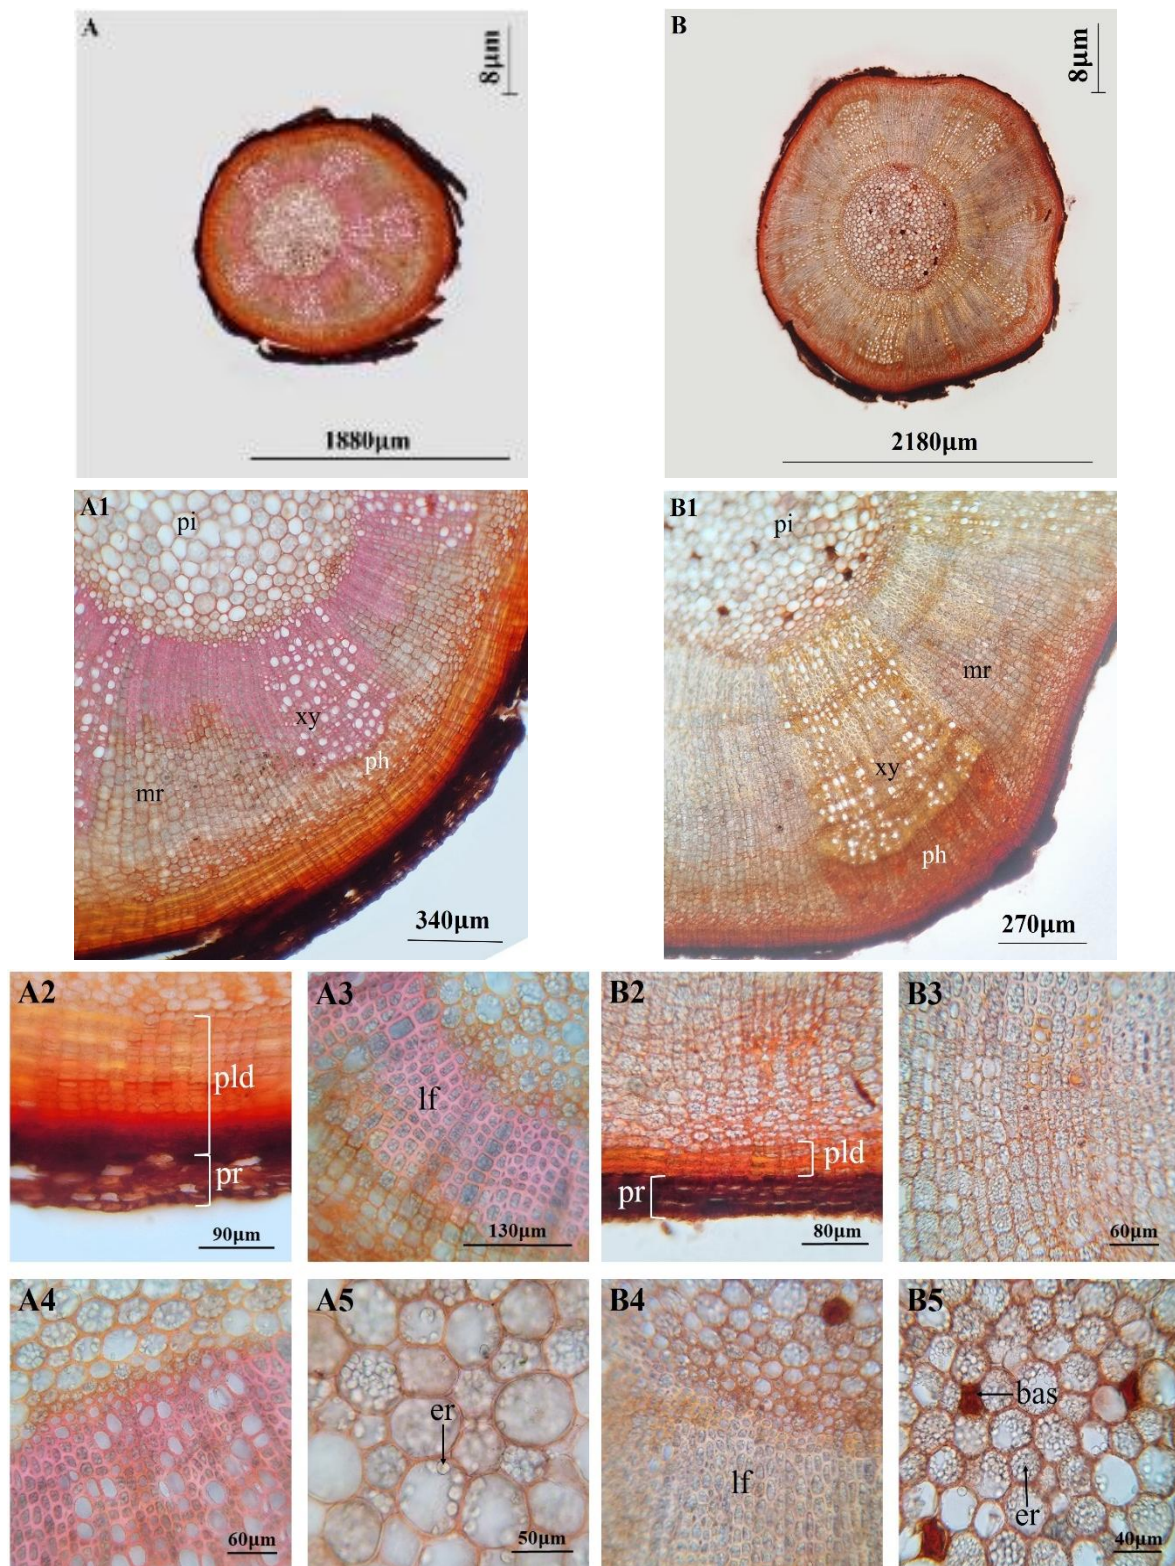 A
8μm
1880μm
B
8μm
2180μm
A1
pi
xy
ph
mr
340μm
B1
pi
mr
xy
ph
270μm
A2
pld
pr
90μm
A3
lf
130μm
B2
pld
pr
80μm
B3
60μm
A4
60μm
A5
er
50μm
B4
lf
B5
bas
er
40μm